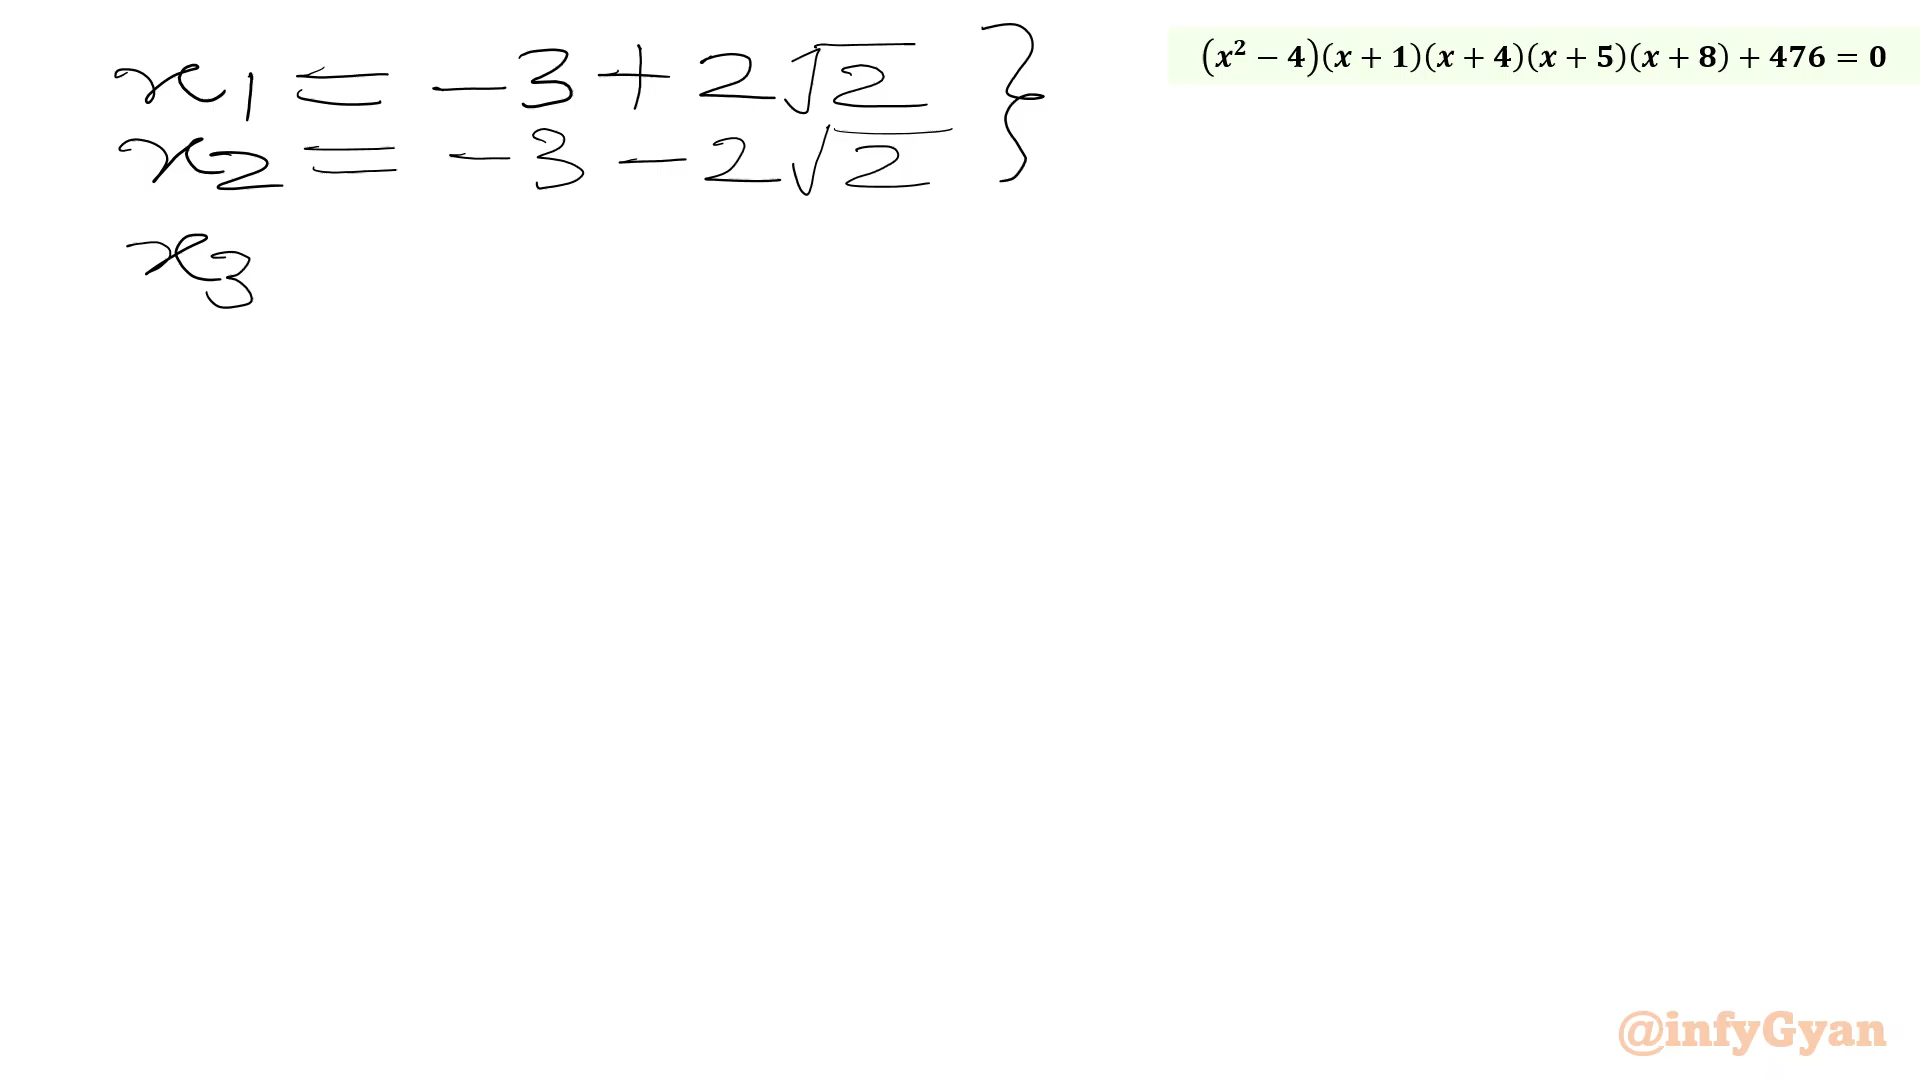 x₁ = -3 + 2√2 }
(x² − 4)(x + 1)(x + 4)(x + 5)(x + 8) + 476 = 0
x₂ = -3 - 2√2
x₃
@infyGyan